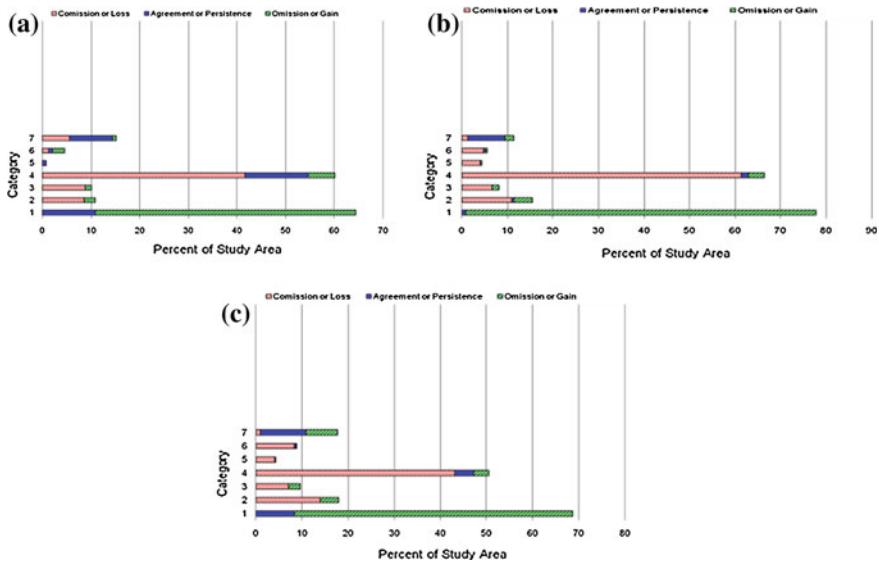 (a)
Comission or Loss Agreement or Persistence Omission or Gain
Category
7
6
5
4
3
2
1
0 10 20 30 40 50 60 70
Percent of Study Area
(b)
Comission or Loss Agreement or Persistence Omission or Gain
Category
7
6
5
4
3
2
1
0 10 20 30 40 50 60 70 80 90
Percent of Study Area
(c)
Comission or Loss Agreement or Persistence Omission or Gain
Category
7
6
5
4
3
2
1
0 10 20 30 40 50 60 70 80
Percent of Study Area